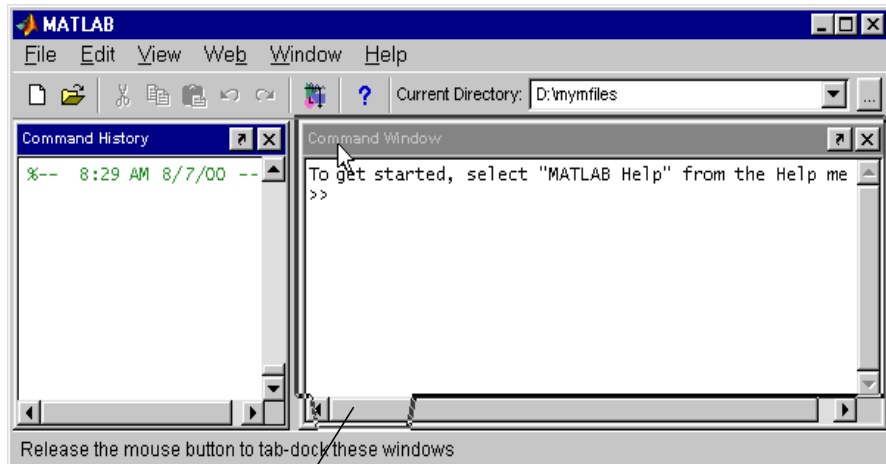 MATLAB
File Edit View Web Window Help
? Current Directory: D:\mymfiles ...
Command History
Command Window
%-- 8:29 AM 8/7/00 --
To get started, select "MATLAB Help" from the Help me
>>
Release the mouse button to tab-dock these windows